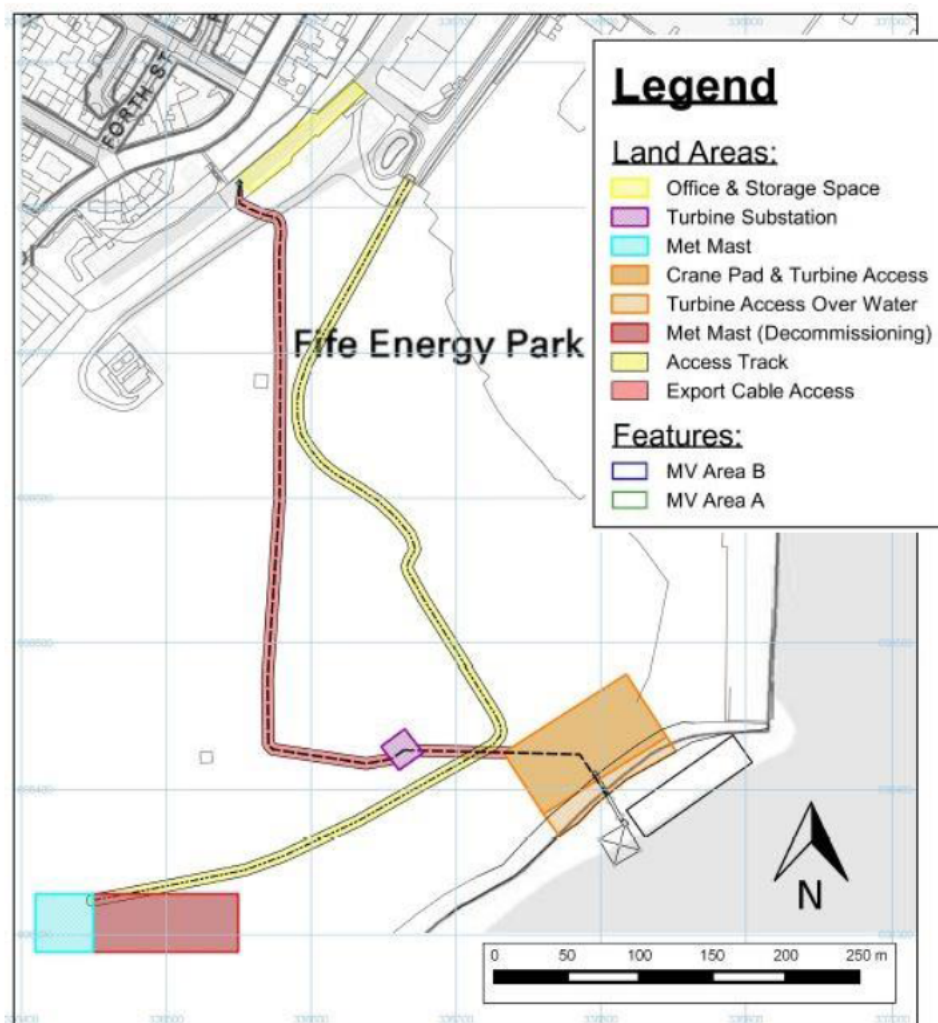 FORTH ST
Fife Energy Park
Legend
Land Areas:
Office & Storage Space
Turbine Substation
Met Mast
Crane Pad & Turbine Access
Turbine Access Over Water
Met Mast (Decommissioning)
Access Track
Export Cable Access
Features:
MV Area B
MV Area A
N
0 50 100 150 200 250 m